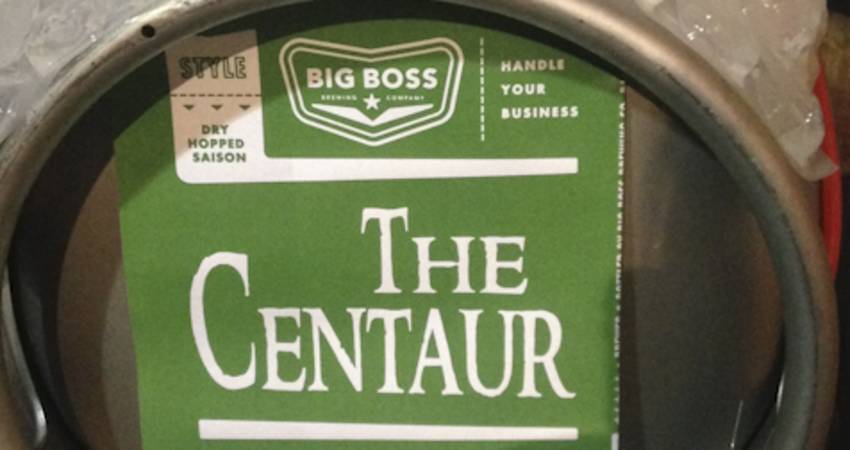 STYLE
DRY
HOPPED
SAISON
BIG BOSS
BREWING COMPANY
HANDLE
YOUR
BUSINESS
THE
CENTAUR